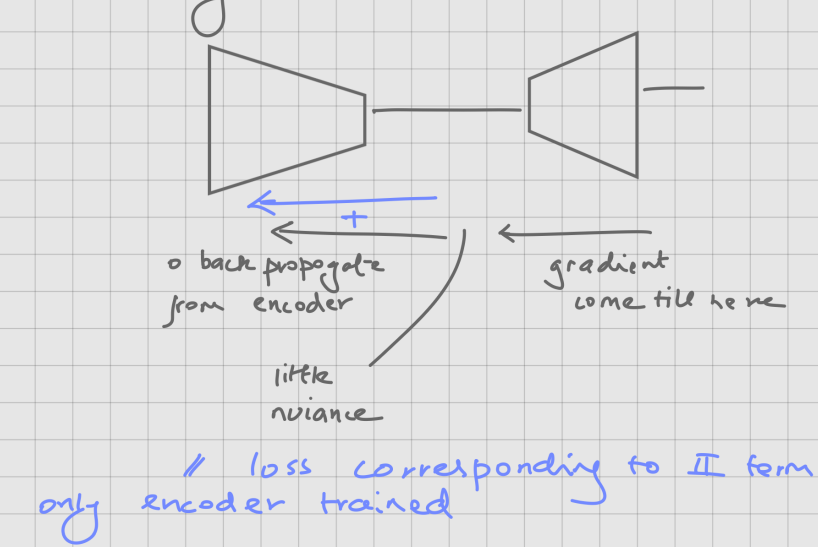 o back propogate
from encoder
gradient
come till here
little
nuiance
// loss corresponding to II term
only encoder trained